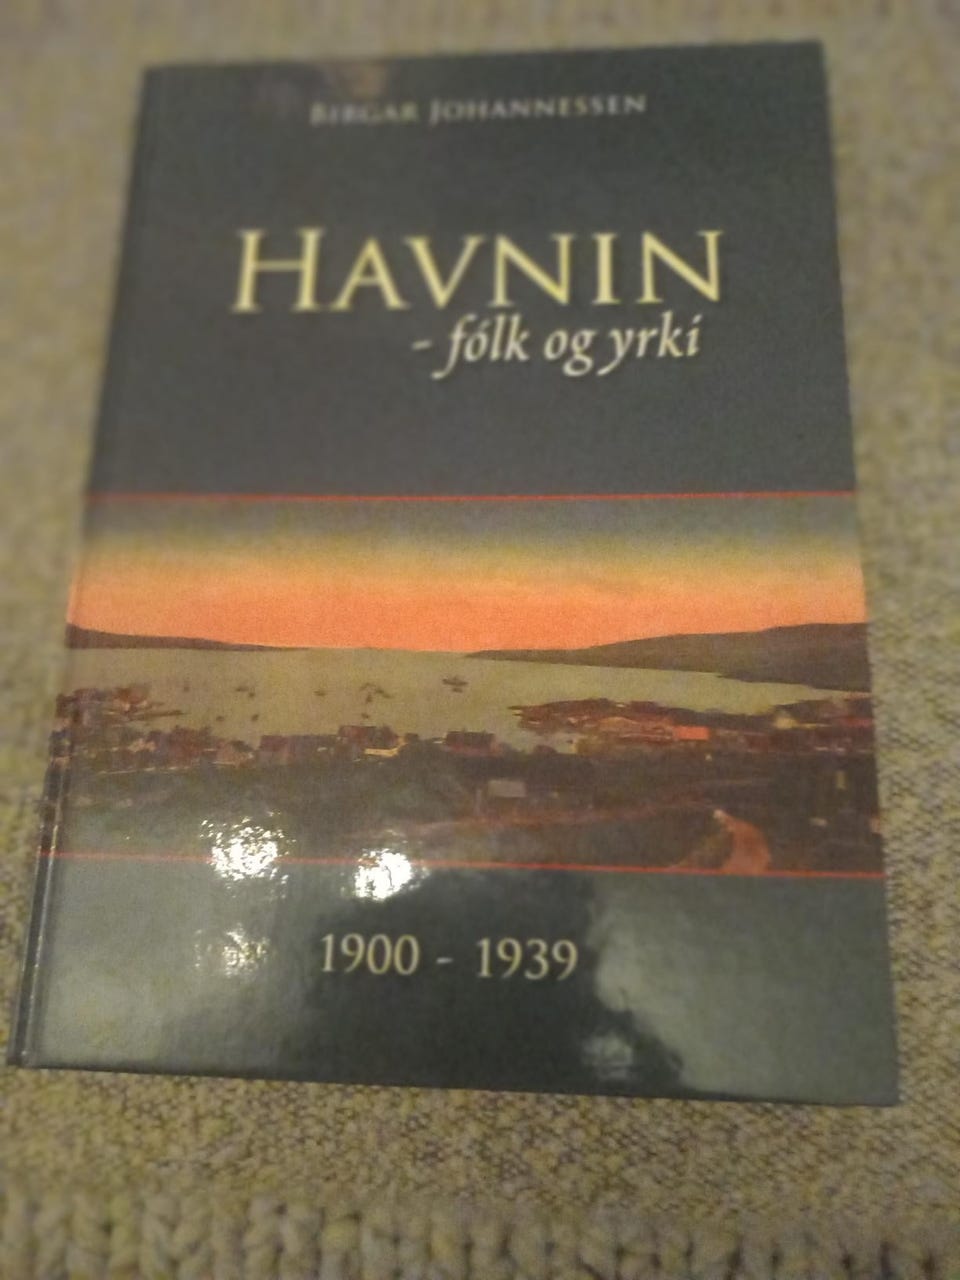 BIRGAR JOHANNESSEN
HAVNIN
- fólk og yrki
1900 - 1939